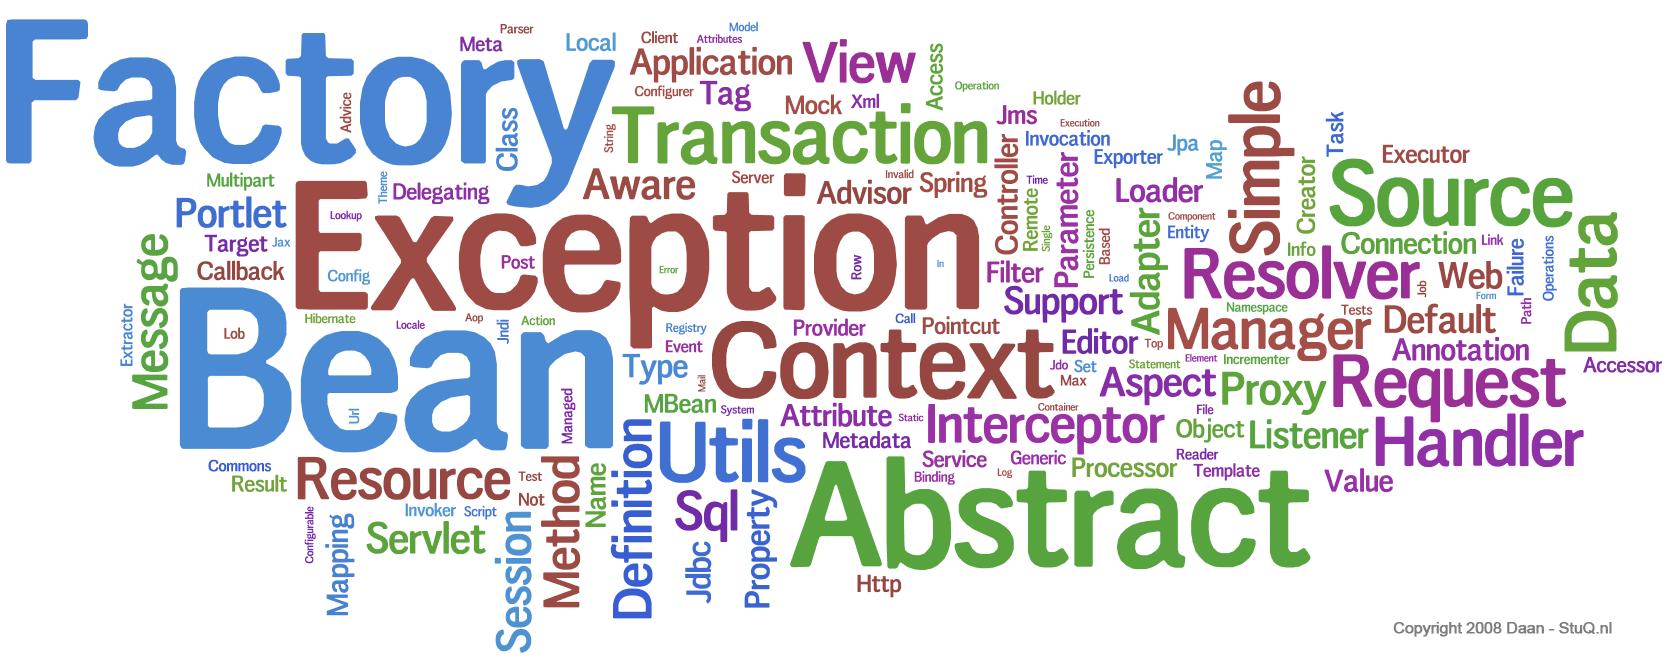 Factory
Parser
Meta
Local
Client
Attributes
Model
Application
View
Access
Operation
Configurer
Tag
Mock
Xml
Holder
Advice
Class
String
Transaction
Jms
Execution
Invocation
Controller
Exporter
Jpa
Map
Simple
Task
Executor
Multipart
Theme
Delegating
Aware
Server
Advisor
Invalid
Spring
Time
Remote
Single
Parameter
Loader
Creator
Source
Portlet
Lookup
Exception
Persistence
Based
Component
Entity
Adapter
Info
Connection
Link
Failure
Operations
Data
Message
Target
Jax
Callback
Config
Post
Error
Row
In
Filter
Load
Resolver
Job
Web
Form
Path
Support
Extractor
Bean
Lob
Hibernate
Locale
Aop
Jndi
Action
Registry
Event
Provider
Call
Pointcut
Editor
Top
Namespace
Manager
Tests
Default
Annotation
Accessor
Type
Mail
Context
Jdo
Set
Max
Statement
Element
Incrementer
Aspect
Proxy
Request
Url
Managed
MBean
System
Attribute
Static
Container
Interceptor
File
Object
Listener
Handler
Metadata
Definition
Utils
Service
Generic
Processor
Reader
Template
Value
Binding
Log
Commons
Result
Resource
Test
Not
Method
Name
Invoker
Script
Sql
Property
Abstract
Configurable
Mapping
Servlet
Session
Jdbc
Http
Copyright 2008 Daan - StuQ.nl